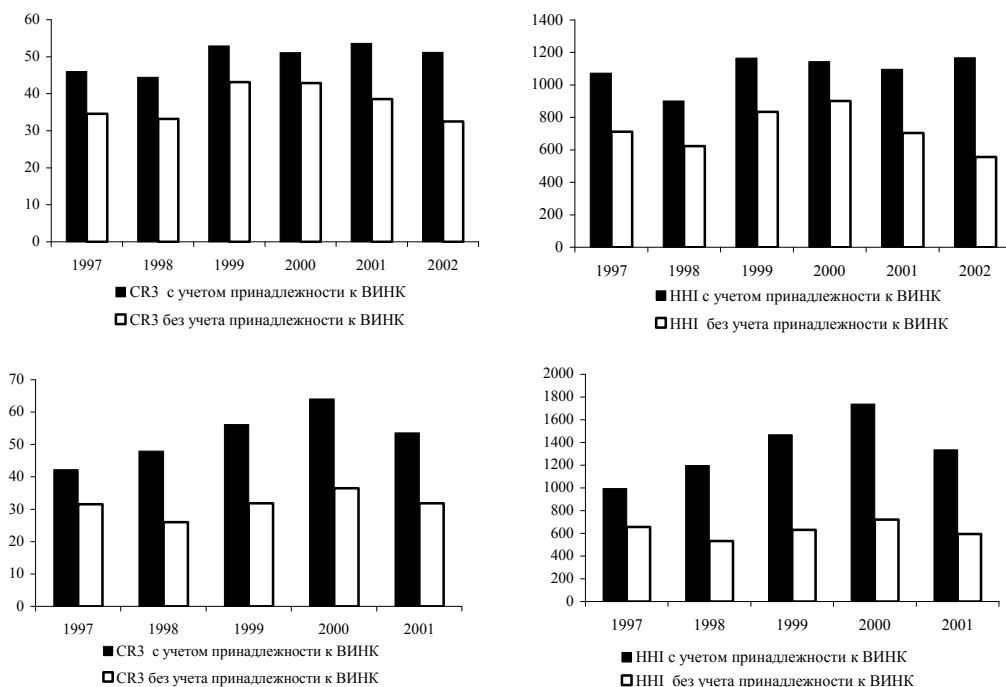 60
50
40
30
20
10
0
1997 1998 1999 2000 2001 2002
CR3 с учетом принадлежности к ВИНК
CR3 без учета принадлежности к ВИНК
1400
1200
1000
800
600
400
200
0
1997 1998 1999 2000 2001 2002
HHI с учетом принадлежности к ВИНК
HHI без учета принадлежности к ВИНК
70
60
50
40
30
20
10
0
1997 1998 1999 2000 2001
CR3 с учетом принадлежности к ВИНК
CR3 без учета принадлежности к ВИНК
2000
1800
1600
1400
1200
1000
800
600
400
200
0
1997 1998 1999 2000 2001
HHI с учетом принадлежности к ВИНК
HHI без учета принадлежности к ВИНК